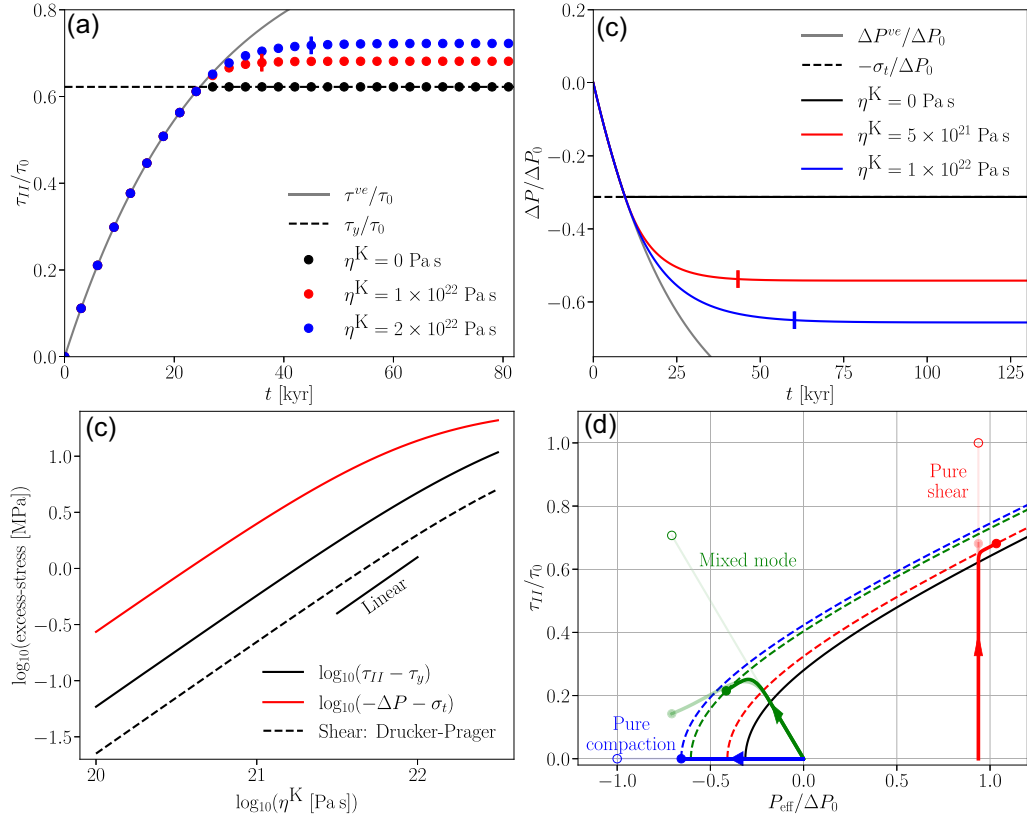 (a)
τ_II/τ_0
0.8
0.6
0.4
0.2
0.0
τ^ve/τ_0
τ_y/τ_0
η^K = 0 Pa s
η^K = 1 × 10^22 Pa s
η^K = 2 × 10^22 Pa s
0 20 40 60 80
t [kyr]
(c)
ΔP/ΔP_0
0.2
0.0
−0.2
−0.4
−0.6
ΔP^ve/ΔP_0
−σ_t/ΔP_0
η^K = 0 Pa s
η^K = 5 × 10^21 Pa s
η^K = 1 × 10^22 Pa s
0 25 50 75 100 125
t [kyr]
(c)
log_10(excess-stress [MPa])
1.0
0.5
0.0
−0.5
−1.0
−1.5
Linear
log_10(τ_II − τ_y)
log_10(−ΔP − σ_t)
Shear: Drucker-Prager
20 21 22
log_10(η^K [Pa s])
(d)
τ_II/τ_0
1.0
0.8
0.6
0.4
0.2
0.0
Pure
shear
Mixed mode
Pure
compaction
−1.0 −0.5 0.0 0.5 1.0
P_eff/ΔP_0